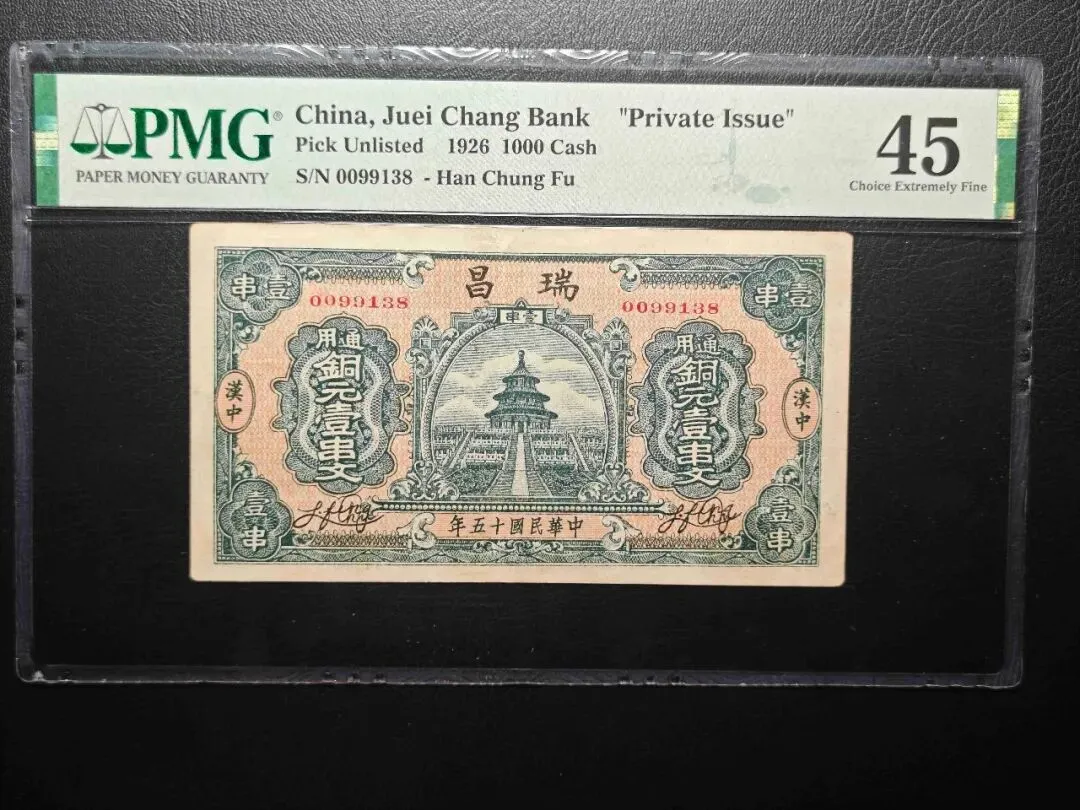 PMG®
PAPER MONEY GUARANTY
China, Juei Chang Bank "Private Issue"
Pick Unlisted 1926 1000 Cash
S/N 0099138 - Han Chung Fu
45
Choice Extremely Fine
昌瑞
串壹
串壹
0099138
0099138
串壹
用通
銅元壹串文
用通
銅元壹串文
漢中
漢中
壹串
壹串
年五十國民華中